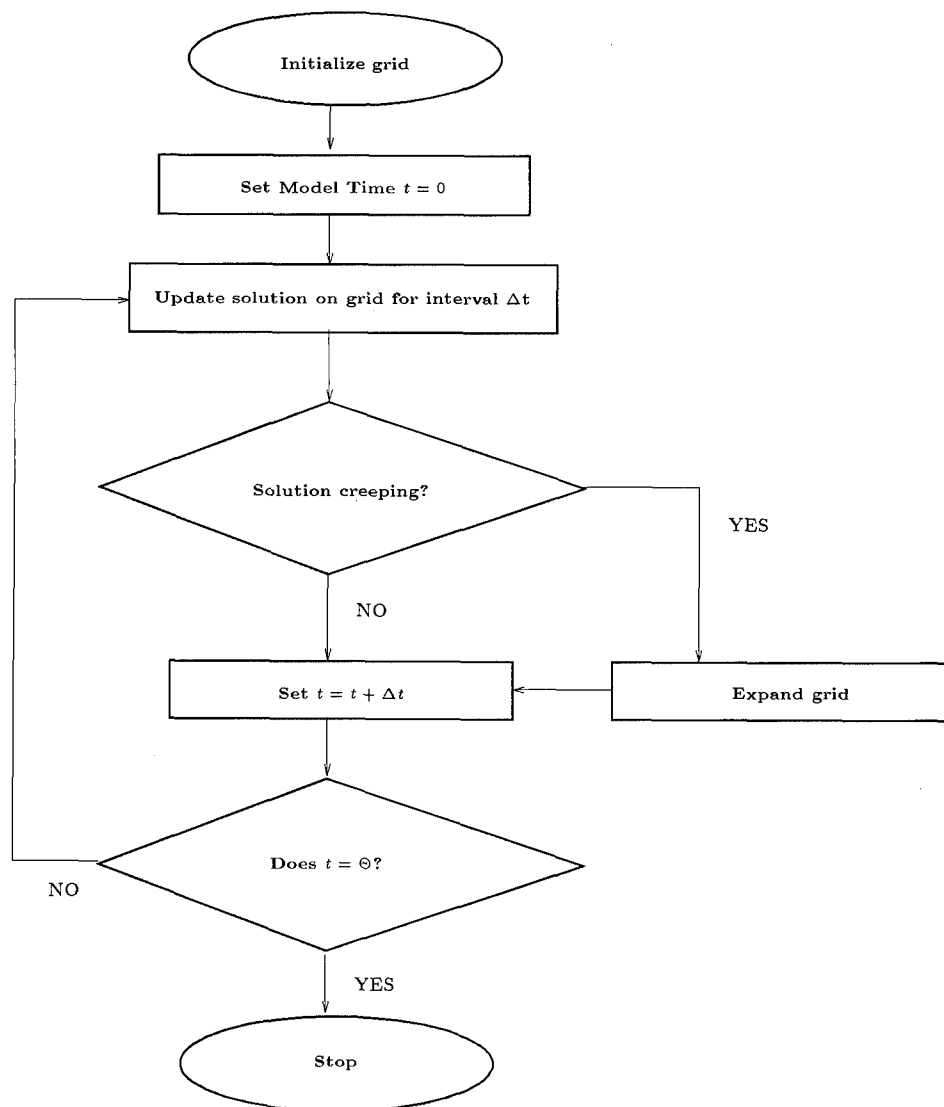 Initialize grid
Set Model Time t = 0
Update solution on grid for interval Δt
Solution creeping?
YES
NO
Set t = t + Δt
Expand grid
Does t = Θ?
NO
YES
Stop